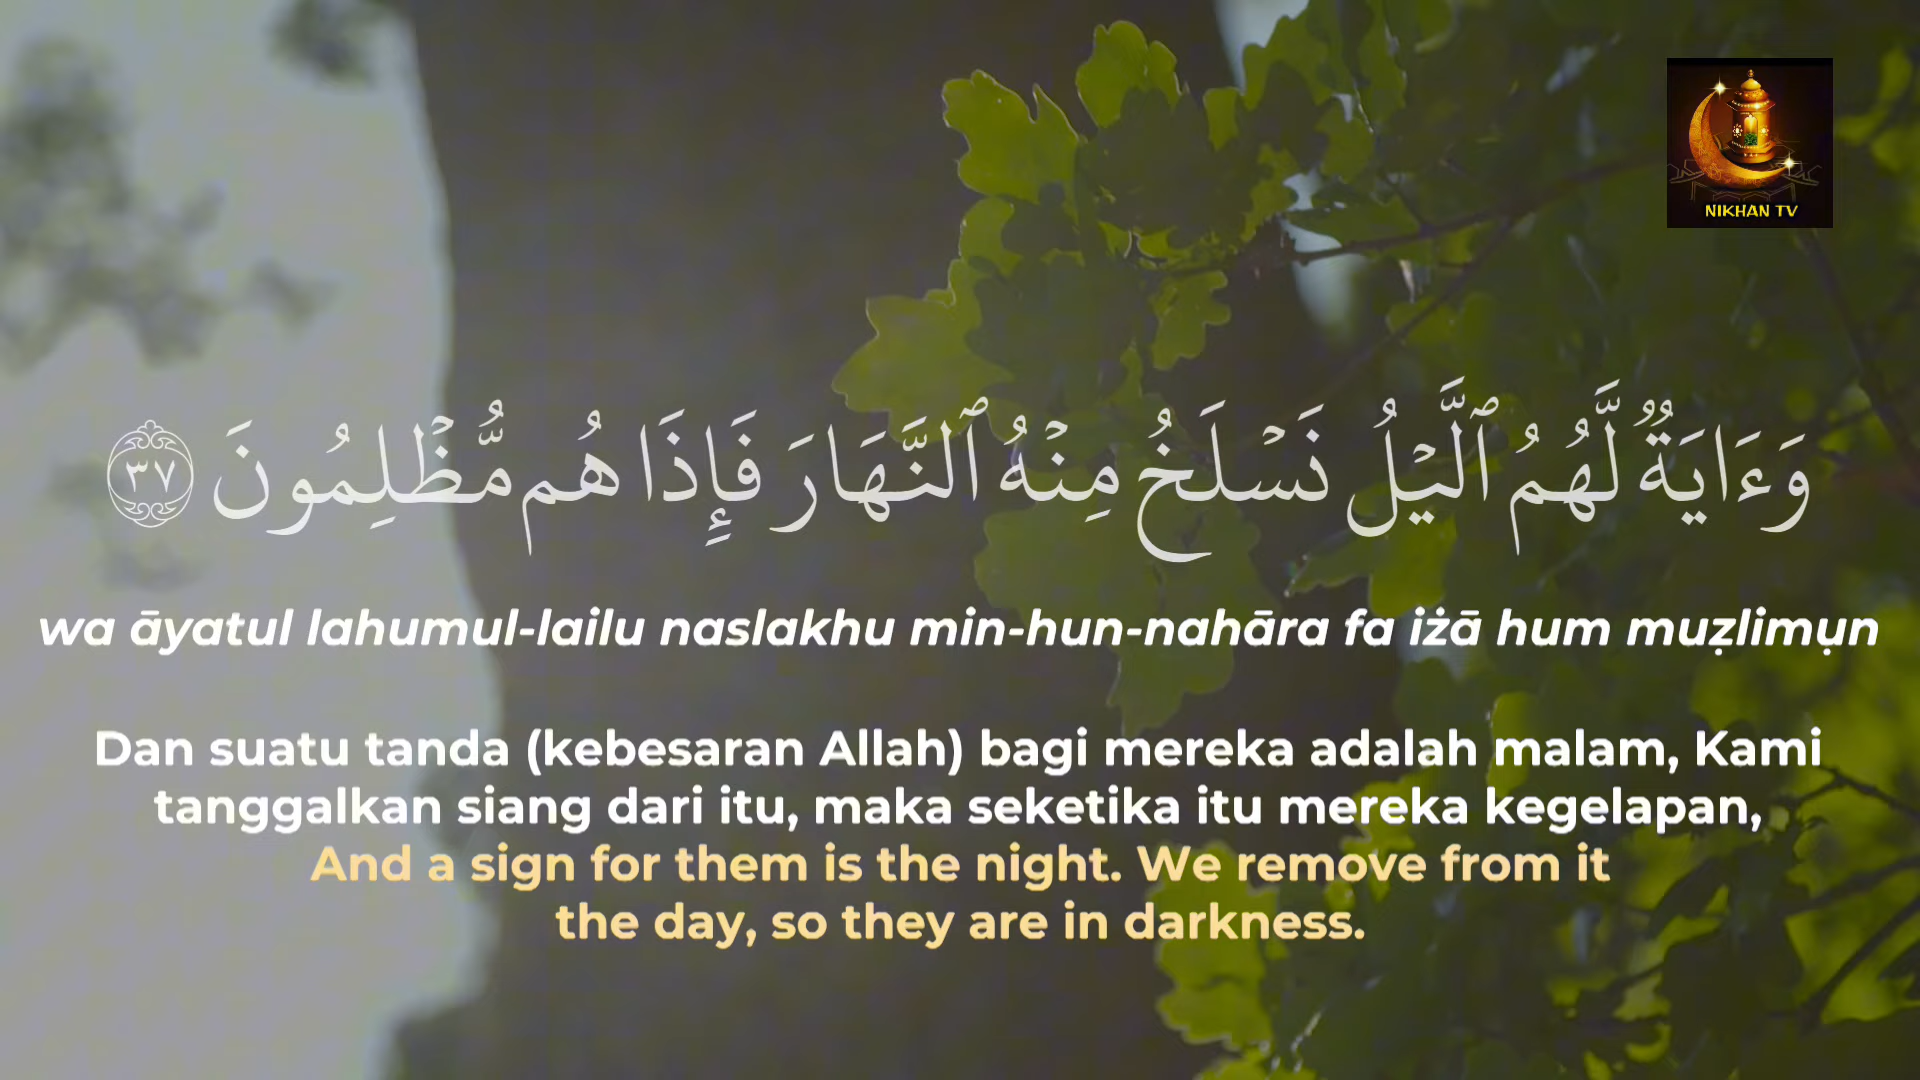 NIKHAN TV
وَءَايَةٌ لَّهُمُ ٱلَّيْلُ نَسْلَخُ مِنْهُ ٱلنَّهَارَ فَإِذَا هُم مُّظْلِمُونَ ٣٧
wa āyatul lahumul-lailu naslakhu min-hun-nahāra fa iżā hum muẓlimụn
Dan suatu tanda (kebesaran Allah) bagi mereka adalah malam, Kami
tanggalkan siang dari itu, maka seketika itu mereka kegelapan,
And a sign for them is the night. We remove from it
the day, so they are in darkness.